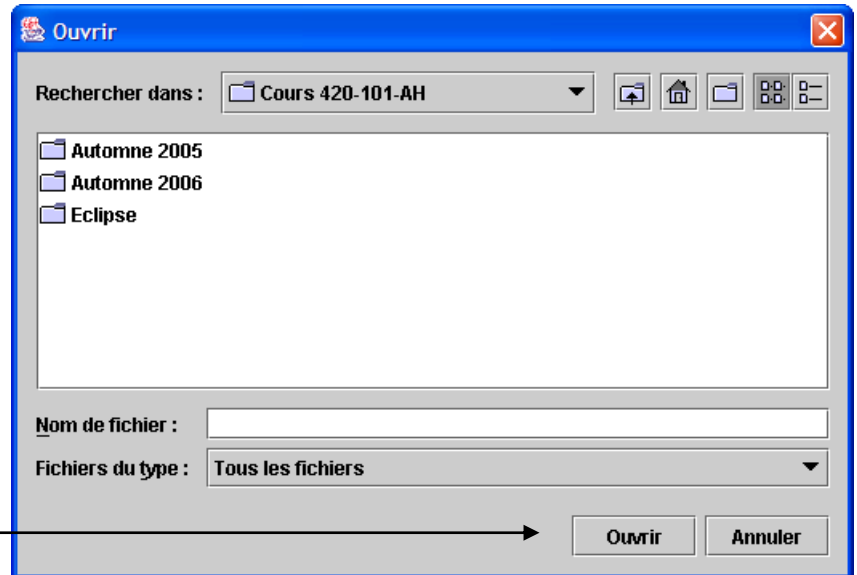 Ouvrir
Rechercher dans : Cours 420-101-AH
Automne 2005
Automne 2006
Eclipse
Nom de fichier :
Fichiers du type : Tous les fichiers
Ouvrir Annuler